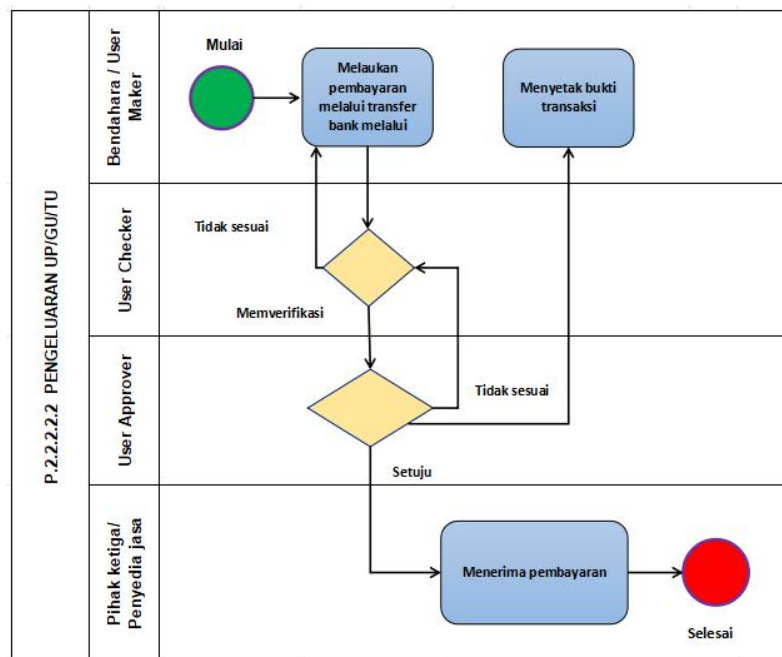 P.2.2.2.2.2 PENGELUARAN UP/GU/TU
Bendahara / User
Maker
Mulai
Melaukan
pembayaran
melalui transfer
bank melalui
Menyetak bukti
transaksi
User Checker
Tidak sesuai
Memverifikasi
User Approver
Tidak sesuai
Setuju
Pihak ketiga/
Penyedia jasa
Menerima pembayaran
Selesai